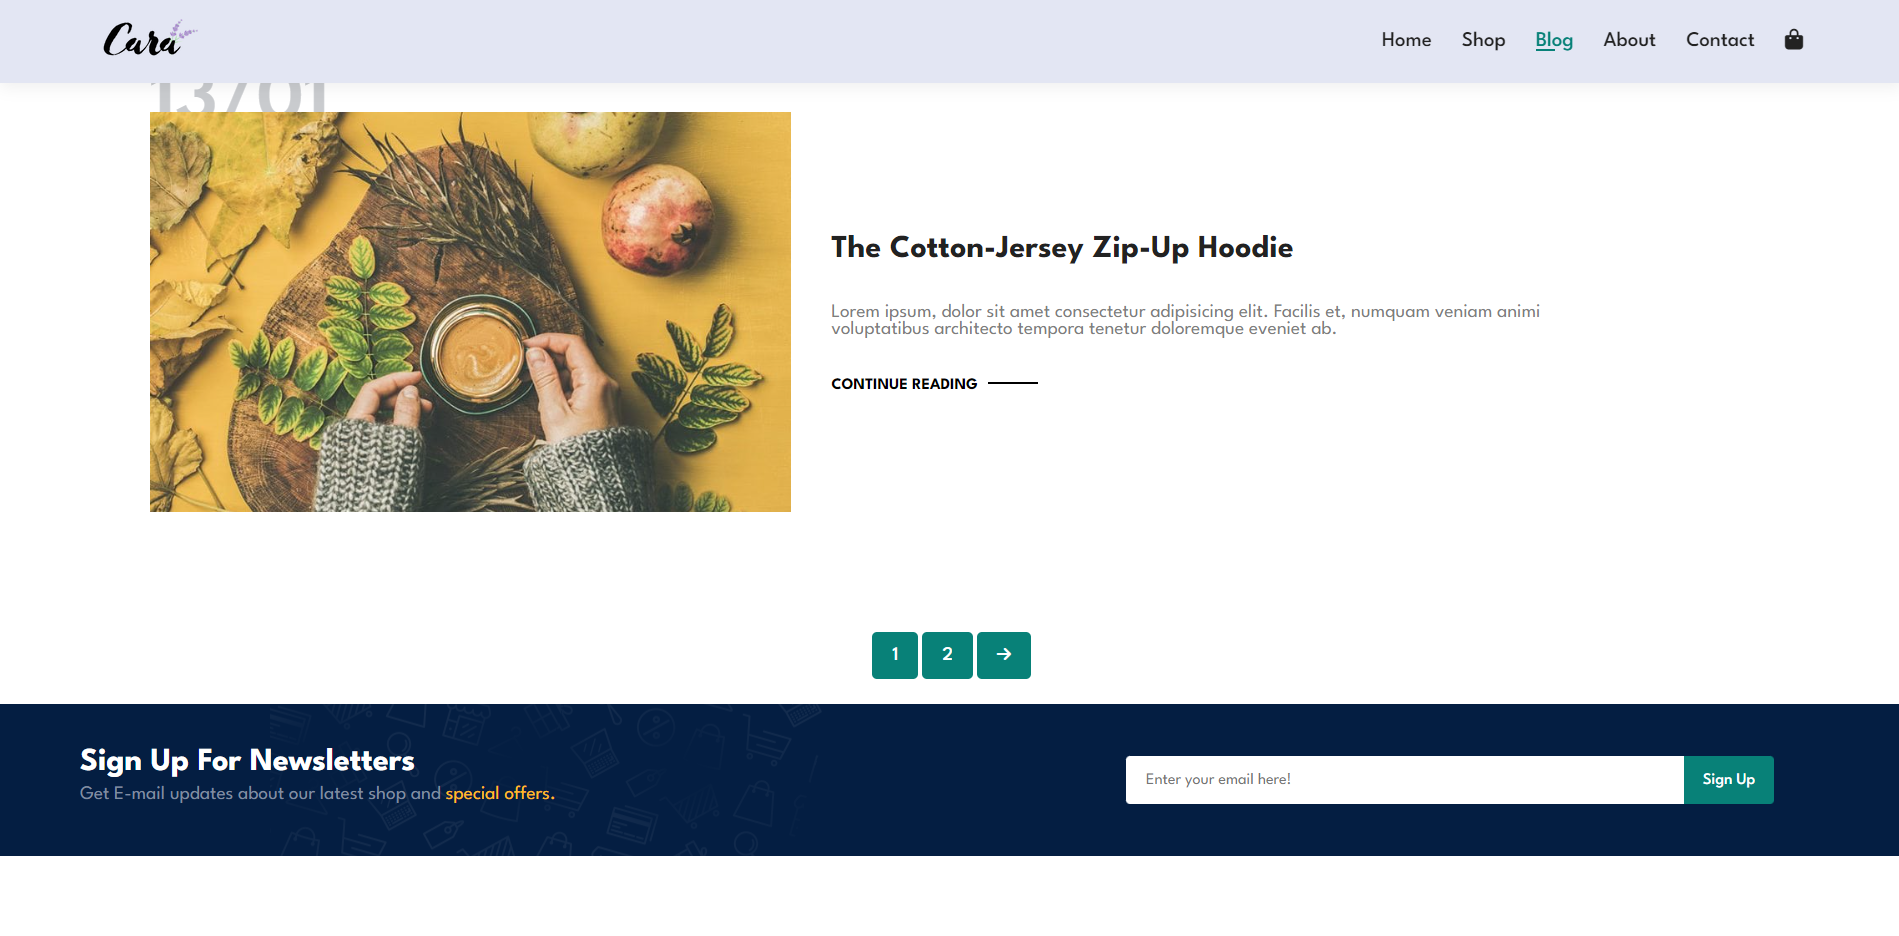 Cara
Home Shop Blog About Contact
13/01
The Cotton-Jersey Zip-Up Hoodie
Lorem ipsum, dolor sit amet consectetur adipisicing elit. Facilis et, numquam veniam animi
voluptatibus architecto tempora tenetur doloremque eveniet ab.
CONTINUE READING
1 2 →
Sign Up For Newsletters
Get E-mail updates about our latest shop and special offers.
Enter your email here! Sign Up